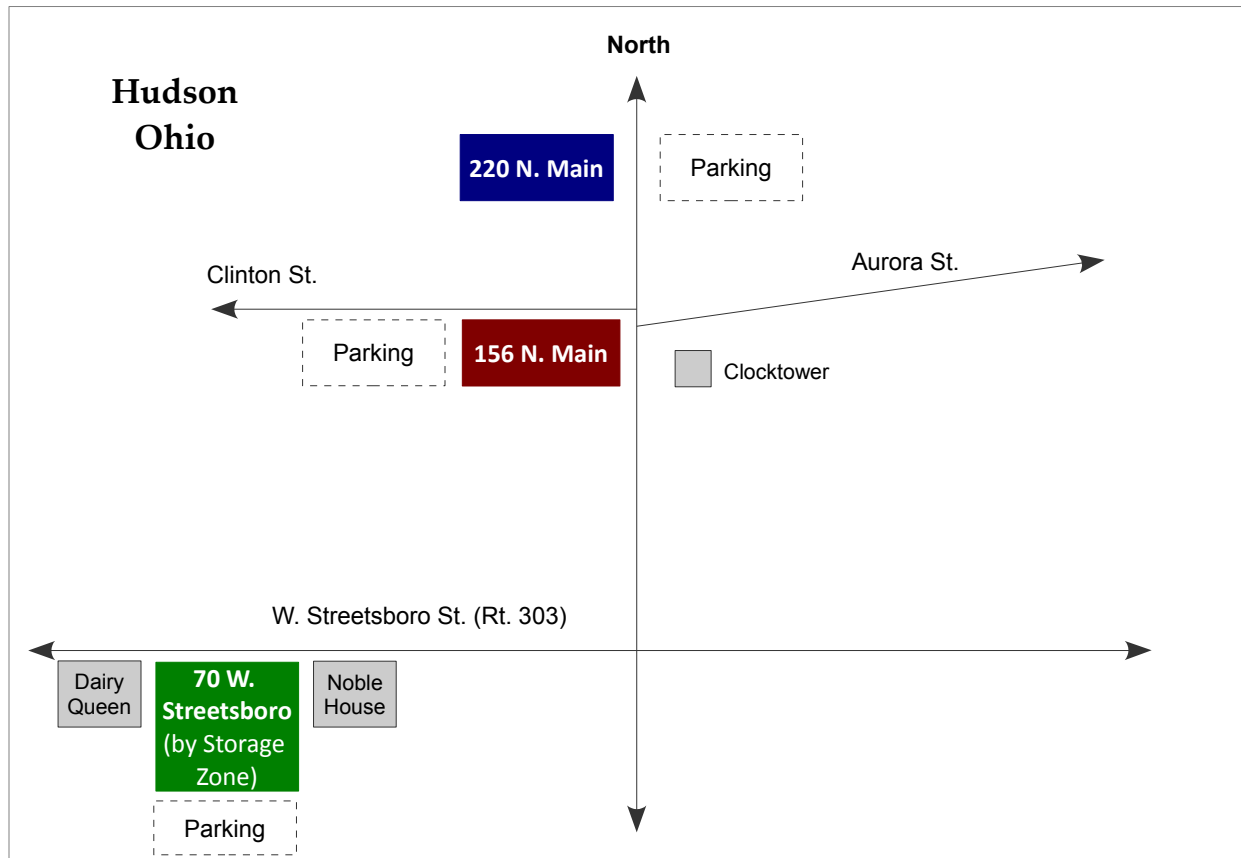 North
Hudson
Ohio
220 N. Main
Parking
Clinton St.
Aurora St.
Parking
156 N. Main
Clocktower
W. Streetsboro St. (Rt. 303)
Dairy
Queen
70 W.
Streetsboro
(by Storage
Zone)
Noble
House
Parking